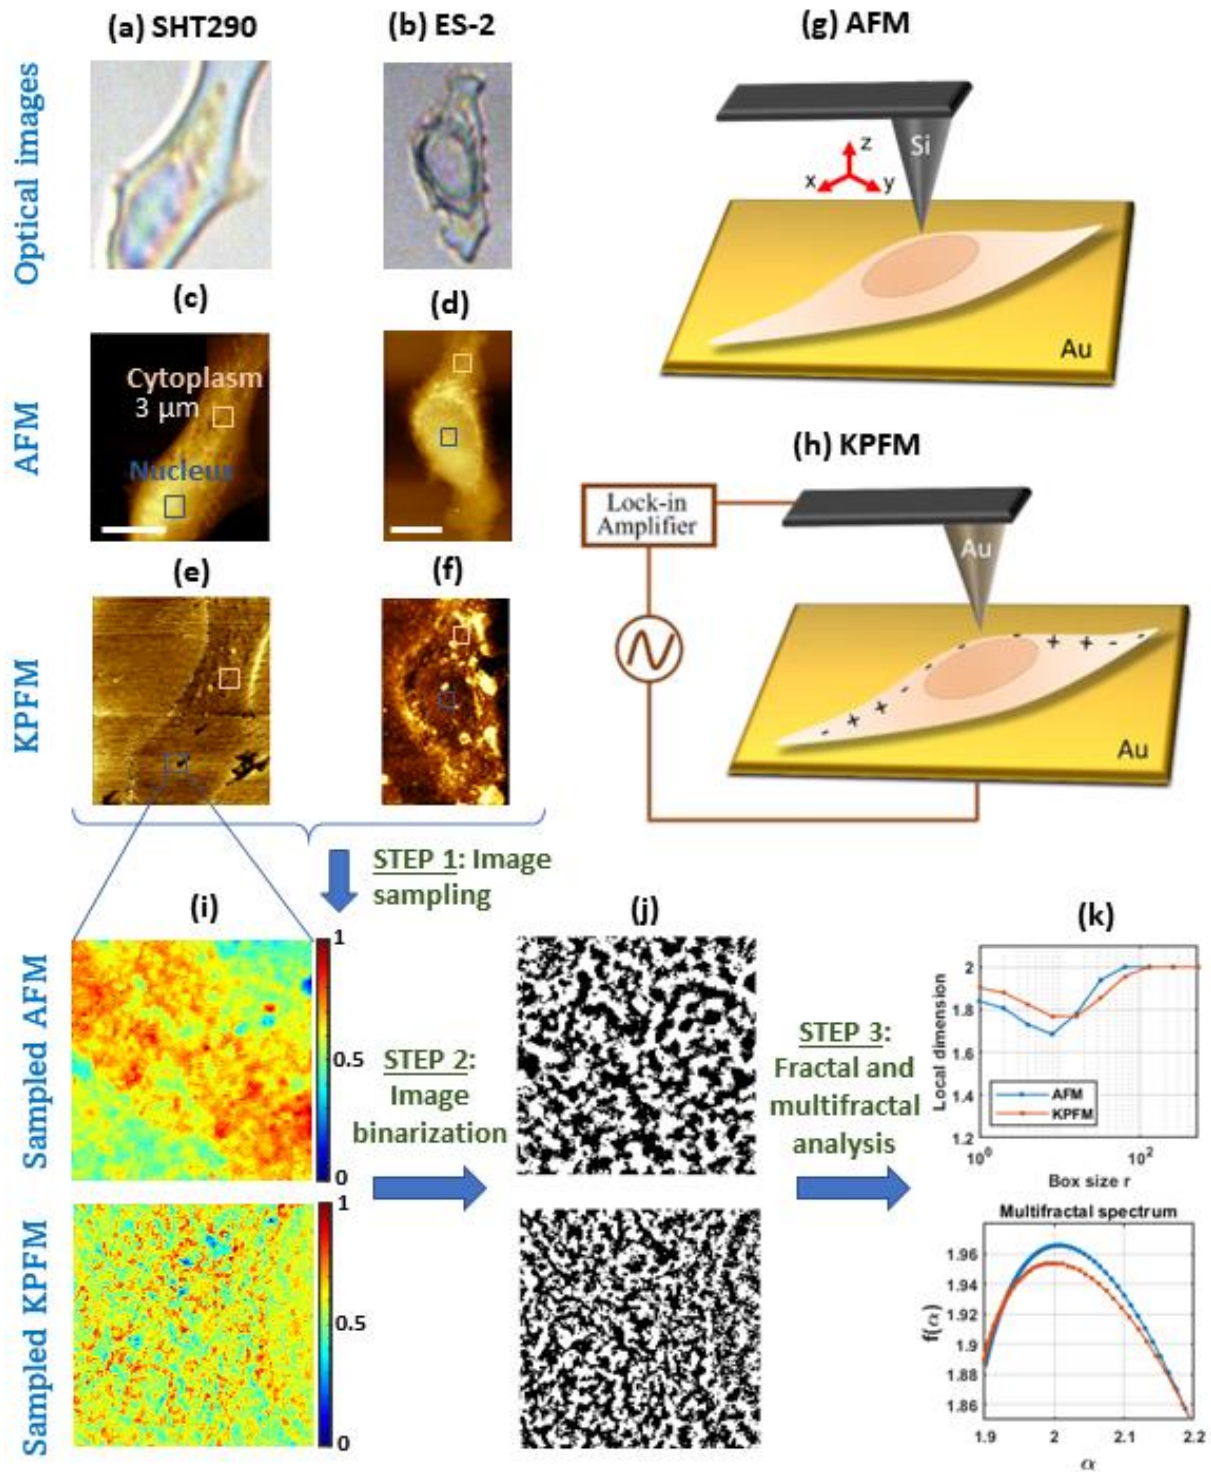 (a) SHT290
(b) ES-2
(g) AFM
Optical images
Si
z
x
y
Au
(c)
(d)
AFM
Cytoplasm
3 µm
Nucleus
(h) KPFM
Lock-in
Amplifier
Au
- + + - - - - + + - -
Au
(e)
(f)
KPFM
STEP 1: Image
sampling
(i)
(j)
(k)
Sampled AFM
1
0.5
0
STEP 2:
Image
binarization
STEP 3:
Fractal and
multifractal
analysis
Local dimension
2
1.8
1.6
1.4
1.2
AFM
KPFM
10⁰
10²
Box size r
Sampled KPFM
1
0.5
0
Multifractal spectrum
f(α)
1.96
1.94
1.92
1.9
1.88
1.86
1.9
2
2.1
2.2
α